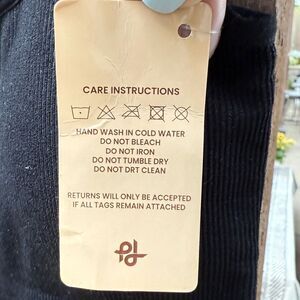 CARE INSTRUCTIONS
HAND WASH IN COLD WATER
DO NOT BLEACH
DO NOT IRON
DO NOT TUMBLE DRY
DO NOT DRT CLEAN
RETURNS WILL ONLY BE ACCEPTED
IF ALL TAGS REMAIN ATTACHED